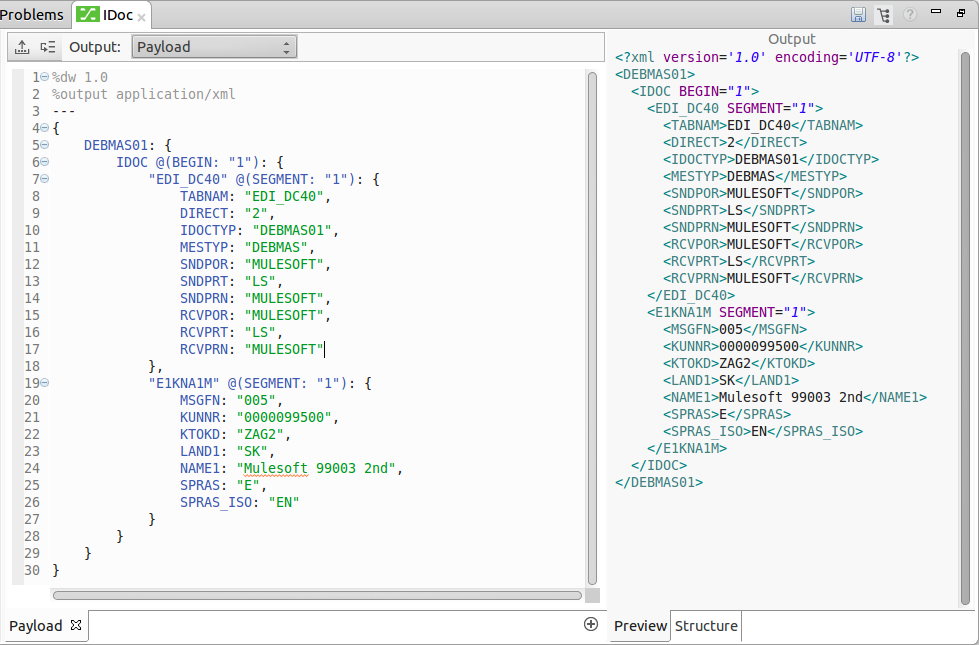 Problems IDoc
Output: Payload
Output
1 %dw 1.0
2 %output application/xml
3 ---
4 {
5 DEBMAS01: {
6 IDOC @(BEGIN: "1"): {
7 "EDI_DC40" @(SEGMENT: "1"): {
8 TABNAM: "EDI_DC40",
9 DIRECT: "2",
10 IDOCTYP: "DEBMAS01",
11 MESTYP: "DEBMAS",
12 SNDPOR: "MULESOFT",
13 SNDPRT: "LS",
14 SNDPRN: "MULESOFT",
15 RCVPOR: "MULESOFT",
16 RCVPRT: "LS",
17 RCVPRN: "MULESOFT"
18 },
19 "E1KNA1M" @(SEGMENT: "1"): {
20 MSGFN: "005",
21 KUNNR: "0000099500",
22 KTOKD: "ZAG2",
23 LAND1: "SK",
24 NAME1: "Mulesoft 99003 2nd",
25 SPRAS: "E",
26 SPRAS_ISO: "EN"
27 }
28 }
29 }
30 }
<?xml version='1.0' encoding='UTF-8'?>
<DEBMAS01>
<IDOC BEGIN="1">
<EDI_DC40 SEGMENT="1">
<TABNAM>EDI_DC40</TABNAM>
<DIRECT>2</DIRECT>
<IDOCTYP>DEBMAS01</IDOCTYP>
<MESTYP>DEBMAS</MESTYP>
<SNDPOR>MULESOFT</SNDPOR>
<SNDPRT>LS</SNDPRT>
<SNDPRN>MULESOFT</SNDPRN>
<RCVPOR>MULESOFT</RCVPOR>
<RCVPRT>LS</RCVPRT>
<RCVPRN>MULESOFT</RCVPRN>
</EDI_DC40>
<E1KNA1M SEGMENT="1">
<MSGFN>005</MSGFN>
<KUNNR>0000099500</KUNNR>
<KTOKD>ZAG2</KTOKD>
<LAND1>SK</LAND1>
<NAME1>Mulesoft 99003 2nd</NAME1>
<SPRAS>E</SPRAS>
<SPRAS_ISO>EN</SPRAS_ISO>
</E1KNA1M>
</IDOC>
</DEBMAS01>
Payload
Preview Structure